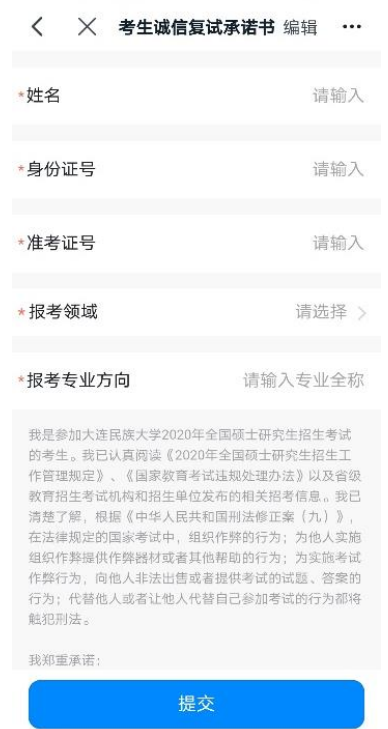 考生诚信复试承诺书 编辑
*姓名 请输入
*身份证号 请输入
*准考证号 请输入
*报考领域 请选择
*报考专业方向 请输入专业全称
我是参加大连民族大学2020年全国硕士研究生招生考试
的考生。我已认真阅读《2020年全国硕士研究生招生工
作管理规定》、《国家教育考试违规处理办法》以及省级
教育招生考试机构和招生单位发布的相关招考信息。我已
清楚了解，根据《中华人民共和国刑法修正案（九）》，
在法律规定的国家考试中，组织作弊的行为；为他人实施
组织作弊提供作弊器材或者其他帮助的行为；为实施考试
作弊行为，向他人非法出售或者提供考试的试题、答案的
行为；代替他人或者让他人代替自己参加考试的行为都将
触犯刑法。
我郑重承诺：
提交